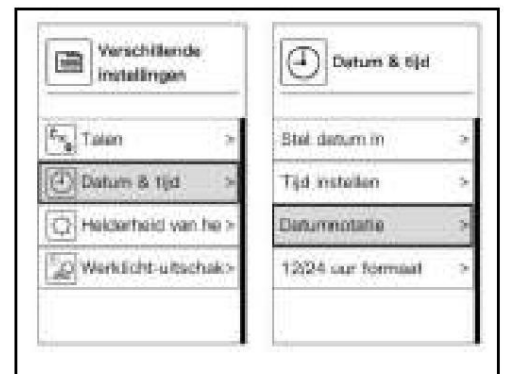 Verschillende
instellingen
Talen >
Datum & tijd >
Helderheid van he >
Werklicht-uitschak >
Datum & tijd
Stel datum in >
Tijd instellen >
Datumnotatie >
12/24 uur formaat >